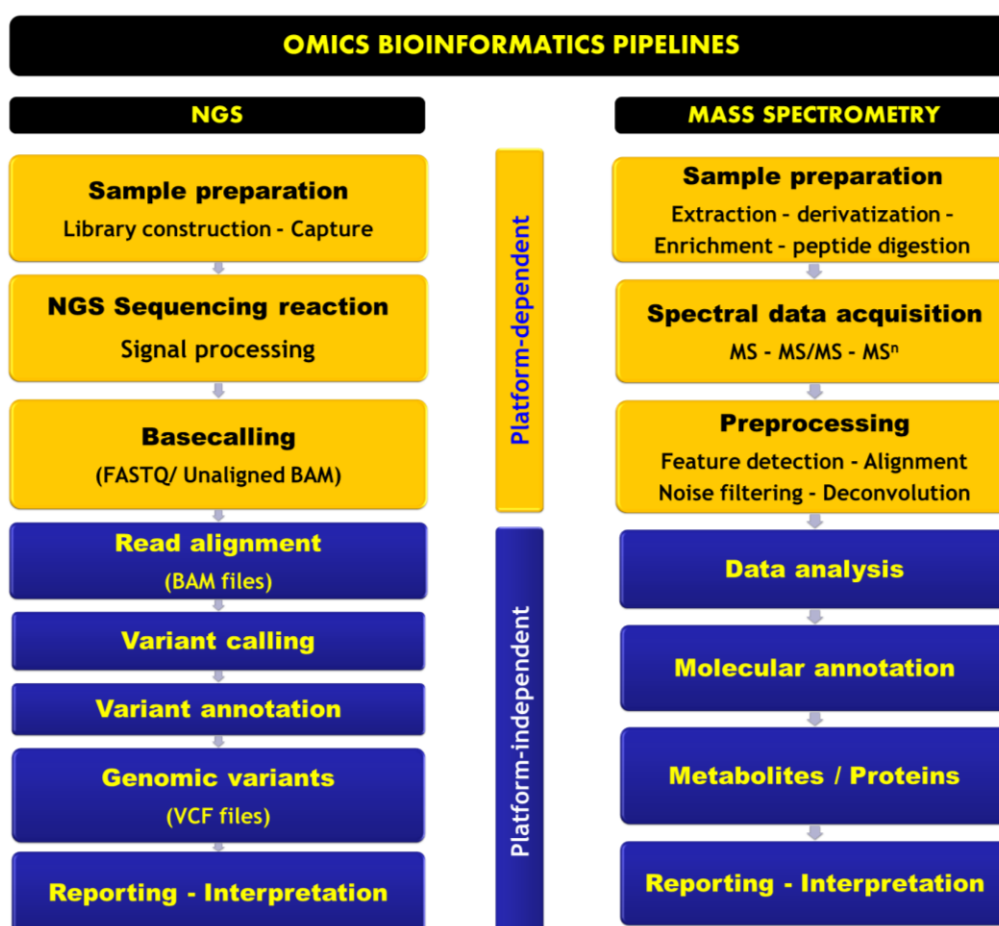 OMICS BIOINFORMATICS PIPELINES
NGS
Sample preparation
Library construction - Capture
NGS Sequencing reaction
Signal processing
Basecalling
(FASTQ/ Unaligned BAM)
Read alignment
(BAM files)
Variant calling
Variant annotation
Genomic variants
(VCF files)
Reporting - Interpretation
Platform-dependent
Platform-independent
MASS SPECTROMETRY
Sample preparation
Extraction - derivatization -
Enrichment - peptide digestion
Spectral data acquisition
MS - MS/MS - MSⁿ
Preprocessing
Feature detection - Alignment
Noise filtering - Deconvolution
Data analysis
Molecular annotation
Metabolites / Proteins
Reporting - Interpretation